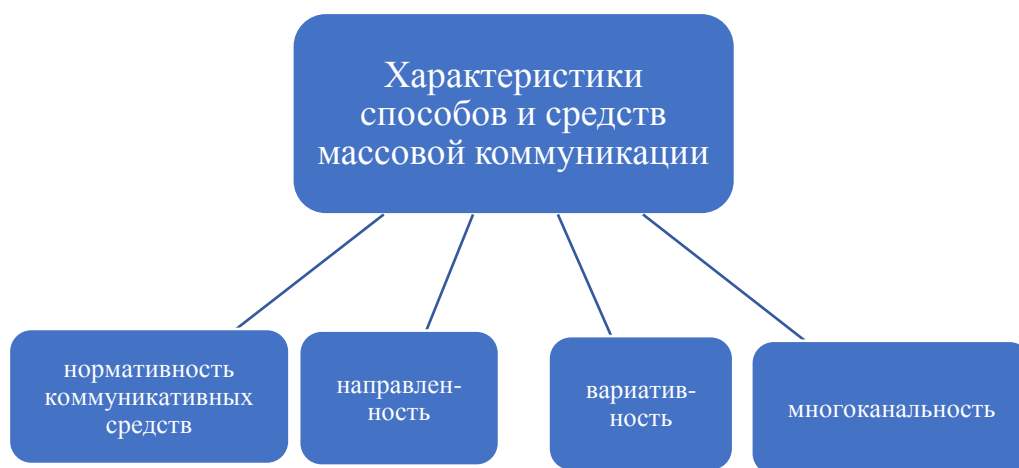 Характеристики
способов и средств
массовой коммуникации
нормативность
коммуникативных
средств
направлен-
ность
вариатив-
ность
многоканальность